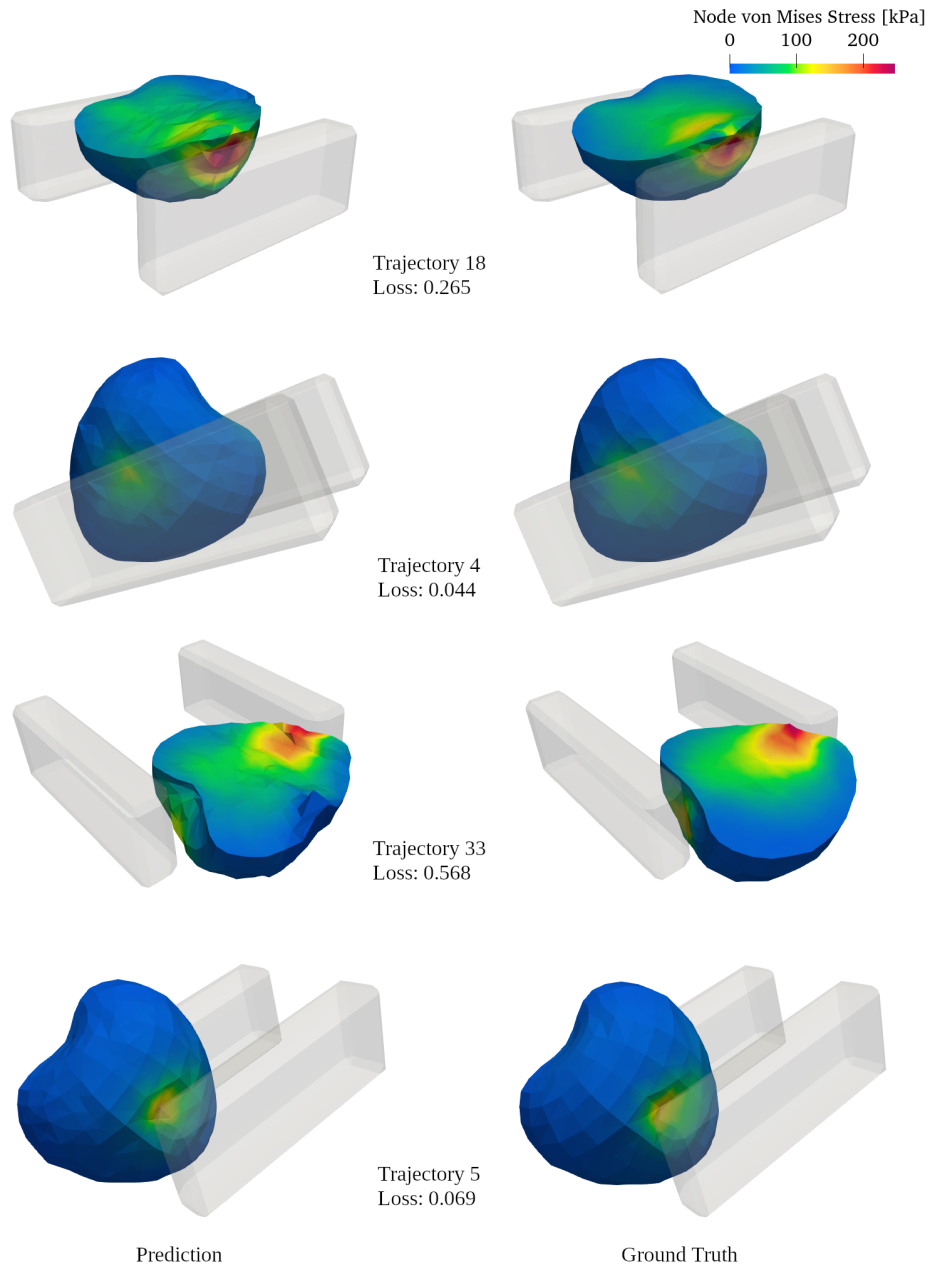 Node von Mises Stress [kPa]
0 100 200
Trajectory 18
Loss: 0.265
Trajectory 4
Loss: 0.044
Trajectory 33
Loss: 0.568
Trajectory 5
Loss: 0.069
Prediction Ground Truth